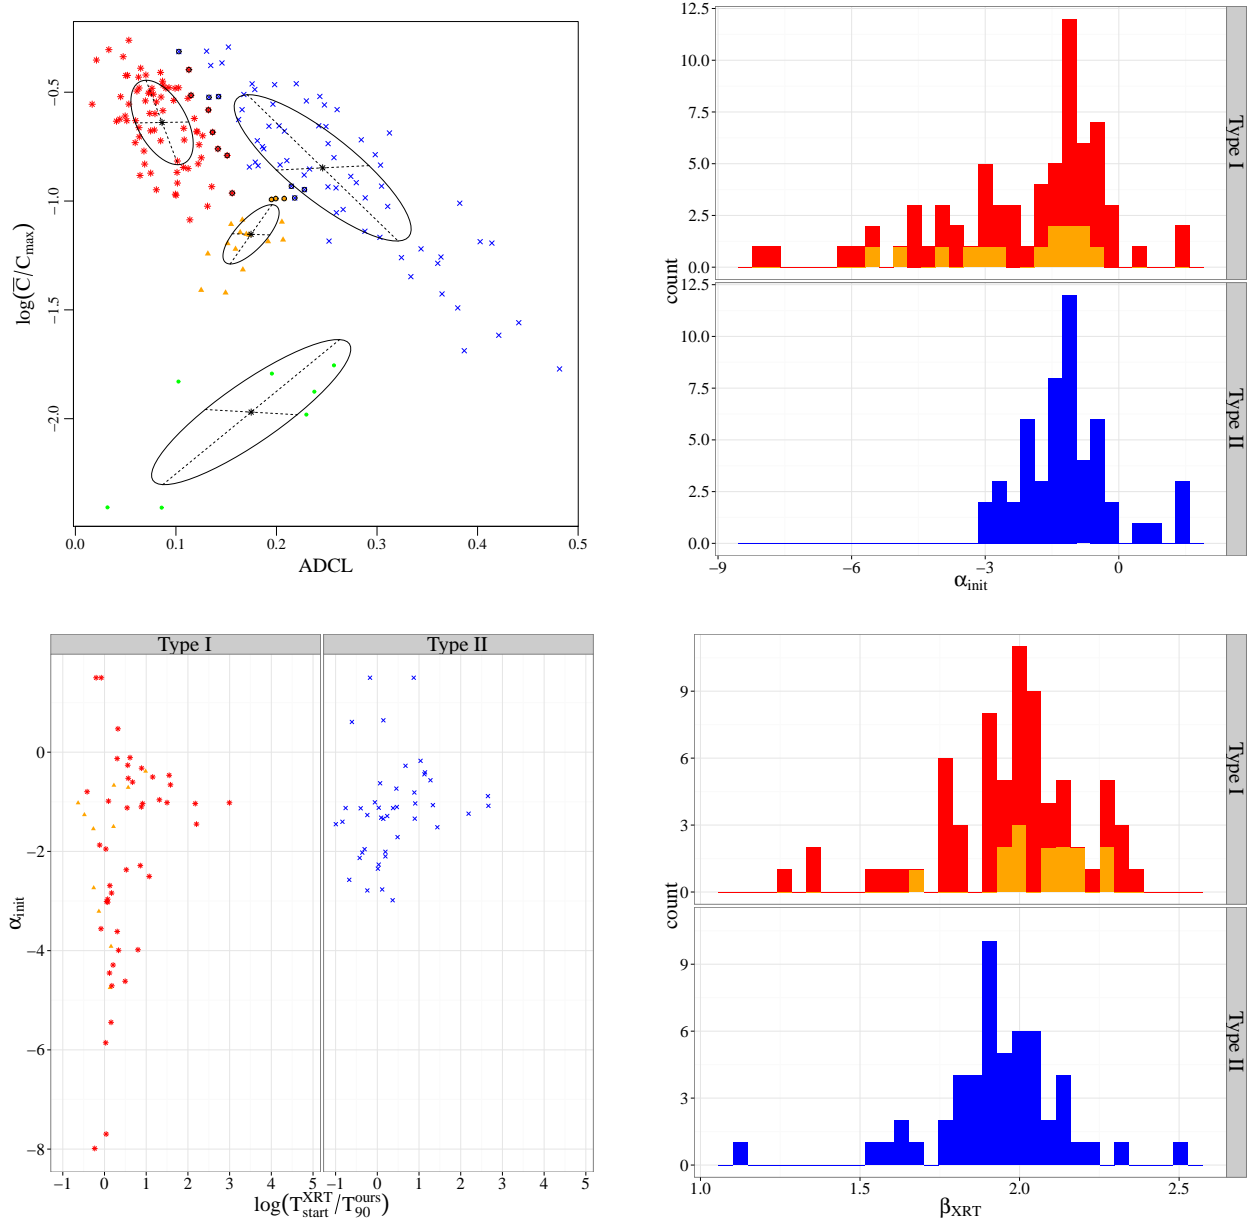 −0.5
−1.0
−1.5
−2.0
log(C̅/Cmax)
0.0 0.1 0.2 0.3 0.4 0.5
ADCL
12.5
10.0
7.5
5.0
2.5
0.0
Type I
12.5
10.0
7.5
5.0
2.5
0.0
Type II
count
−9 −6 −3 0
αinit
Type I Type II
0
−2
−4
−6
−8
αinit
−1 0 1 2 3 4 5 −1 0 1 2 3 4 5
log(TXRTstart/Tours90)
9
6
3
0
Type I
9
6
3
0
Type II
count
1.0 1.5 2.0 2.5
βXRT